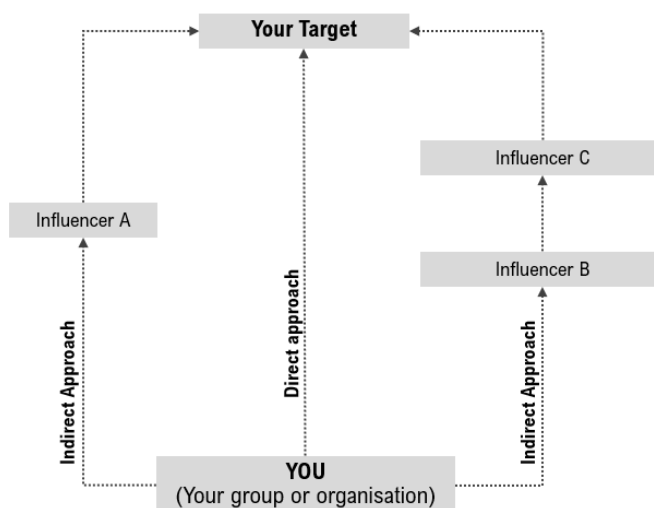 Your Target
Influencer C
Influencer A
Influencer B
Indirect Approach
Direct approach
Indirect Approach
YOU
(Your group or organisation)